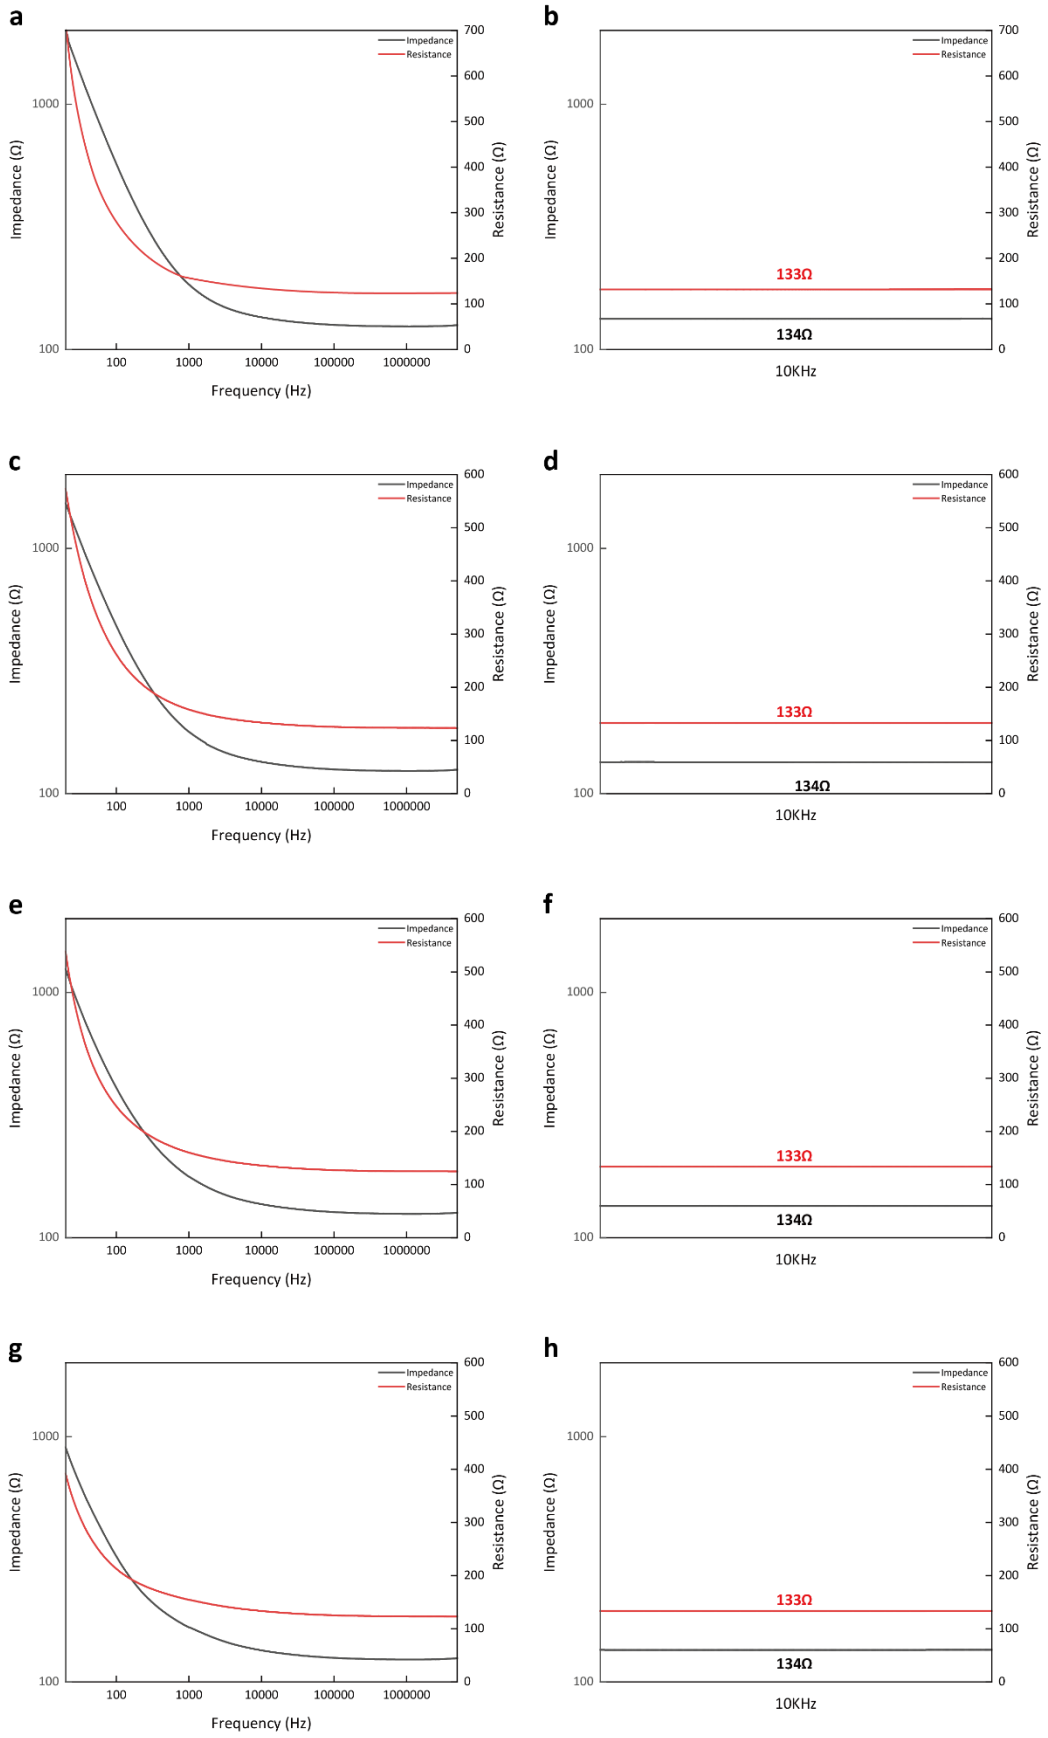 a
Impedance
Resistance
1000
100
Impedance (Ω)
700
600
500
400
300
200
100
0
Resistance (Ω)
100 1000 10000 100000 1000000
Frequency (Hz)
b
Impedance
Resistance
1000
100
Impedance (Ω)
133Ω
134Ω
700
600
500
400
300
200
100
0
Resistance (Ω)
10KHz
c
Impedance
Resistance
1000
100
Impedance (Ω)
600
500
400
300
200
100
0
Resistance (Ω)
100 1000 10000 100000 1000000
Frequency (Hz)
d
Impedance
Resistance
1000
100
Impedance (Ω)
133Ω
134Ω
600
500
400
300
200
100
0
Resistance (Ω)
10KHz
e
Impedance
Resistance
1000
100
Impedance (Ω)
600
500
400
300
200
100
0
Resistance (Ω)
100 1000 10000 100000 1000000
Frequency (Hz)
f
Impedance
Resistance
1000
100
Impedance (Ω)
133Ω
134Ω
600
500
400
300
200
100
0
Resistance (Ω)
10KHz
g
Impedance
Resistance
1000
100
Impedance (Ω)
600
500
400
300
200
100
0
Resistance (Ω)
100 1000 10000 100000 1000000
Frequency (Hz)
h
Impedance
Resistance
1000
100
Impedance (Ω)
133Ω
134Ω
600
500
400
300
200
100
0
Resistance (Ω)
10KHz